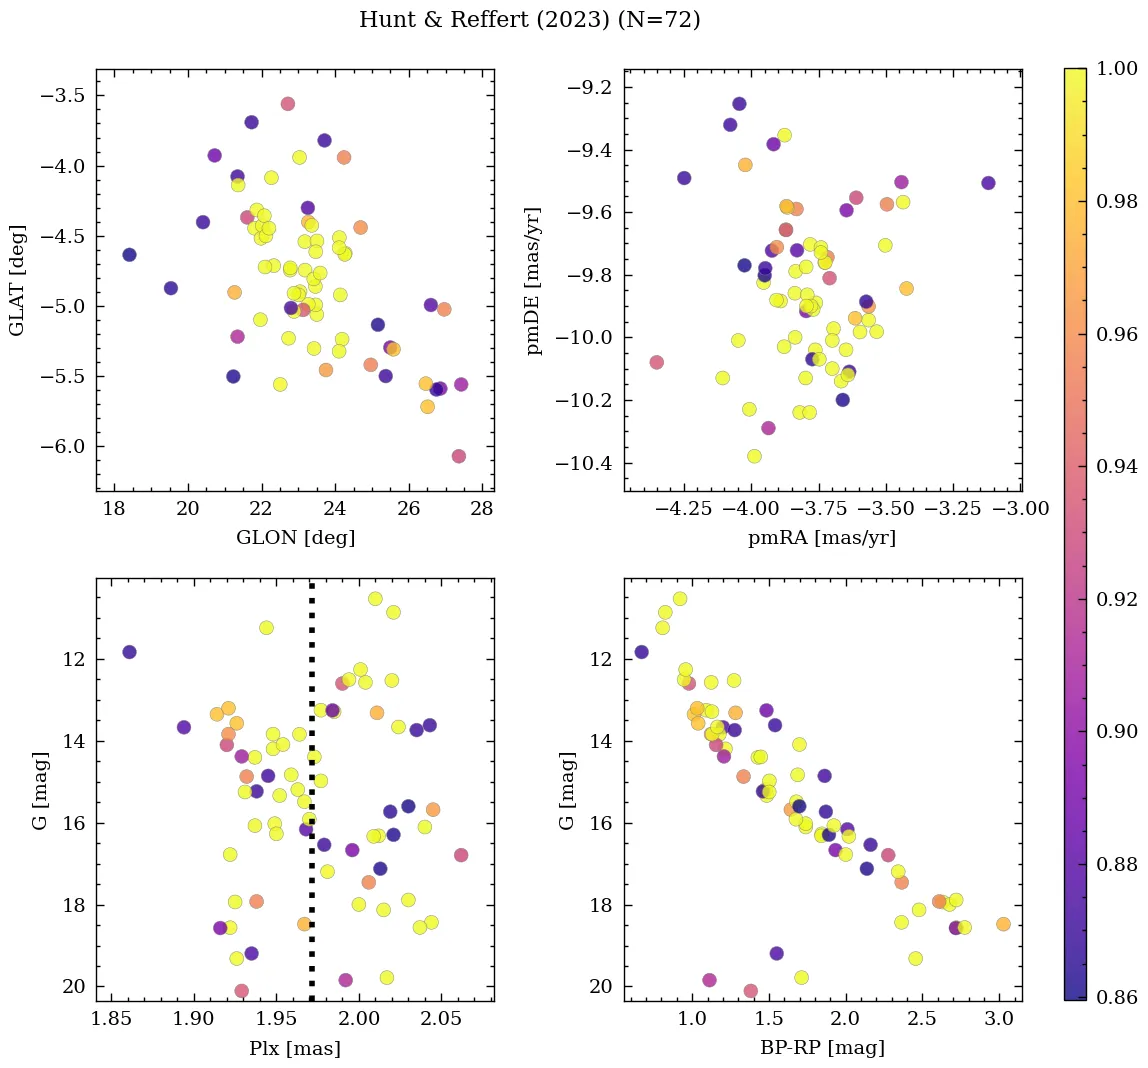 Hunt & Reffert (2023) (N=72)
−3.5
−4.0
−4.5
−5.0
−5.5
−6.0
GLAT [deg]
18 20 22 24 26 28
GLON [deg]
−9.2
−9.4
−9.6
−9.8
−10.0
−10.2
−10.4
pmDE [mas/yr]
−4.25 −4.00 −3.75 −3.50 −3.25 −3.00
pmRA [mas/yr]
12
14
16
18
20
G [mag]
1.85 1.90 1.95 2.00 2.05
Plx [mas]
12
14
16
18
20
G [mag]
1.0 1.5 2.0 2.5 3.0
BP-RP [mag]
1.00
0.98
0.96
0.94
0.92
0.90
0.88
0.86